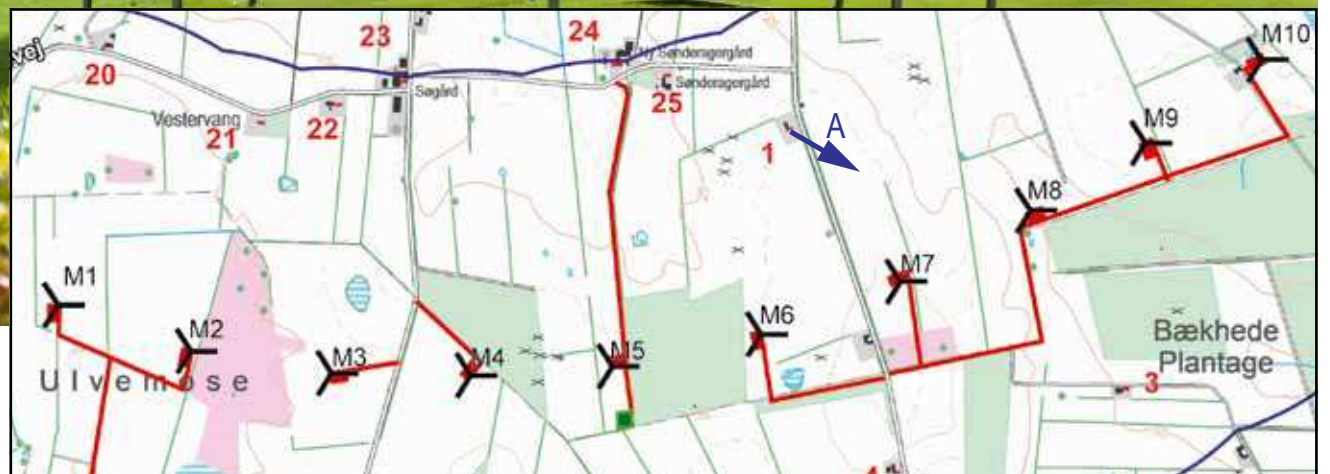 vej
20
23
24
Ny Sønderagergård
M10
Søgård
25
Sønderagergård
Vestervang
21
22
1
A
M9
M8
M1
M2
M3
M4
M5
M6
M7
Ulvemose
Bækhede
Plantage
3